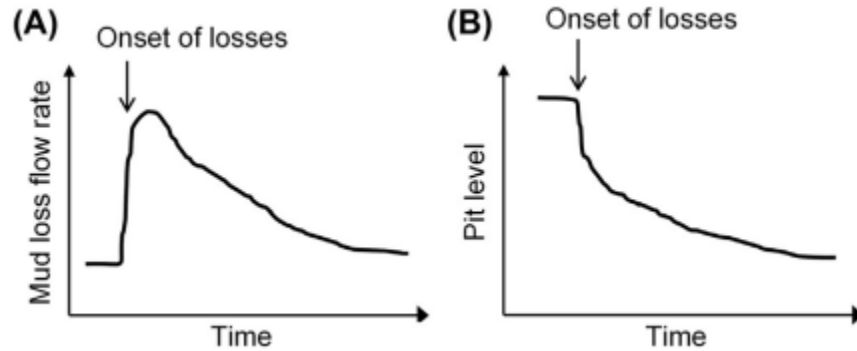 (A)
Onset of losses
Mud loss flow rate
Time
(B)
Onset of losses
Pit level
Time